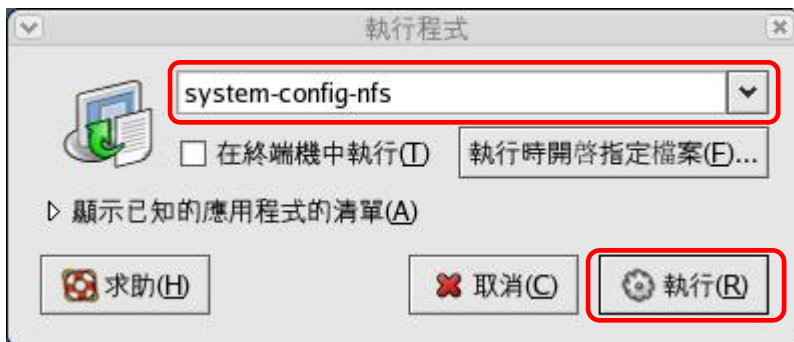 執行程式
system-config-nfs
在終端機中執行(T)
執行時開啓指定檔案(F)...
顯示已知的應用程式的清單(A)
求助(H)
取消(C)
執行(R)